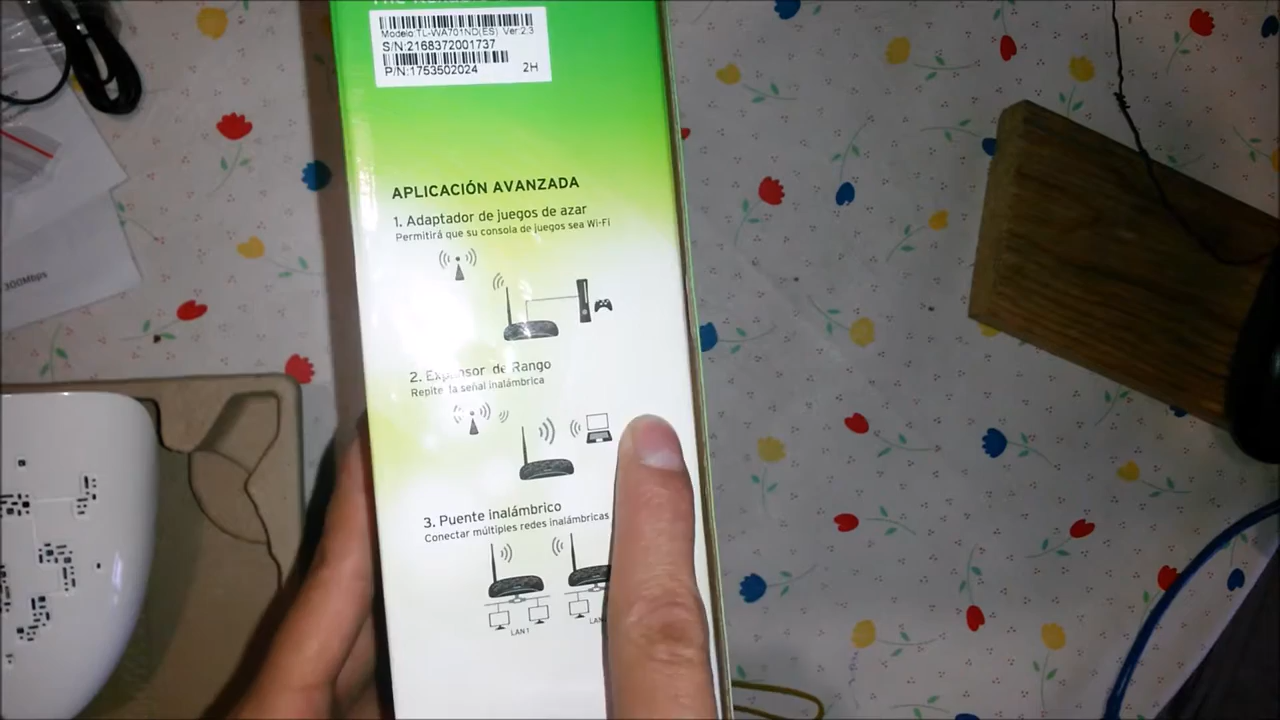 Modelo:TL-WA701ND(ES) Ver:2.3
S/N:2168372001737
P/N:1753502024 2H
APLICACIÓN AVANZADA
1. Adaptador de juegos de azar
Permitirá que su consola de juegos sea Wi-Fi
2. Expansor de Rango
Repite la señal inalámbrica
3. Puente inalámbrico
Conectar múltiples redes inalámbricas
LAN 1
300Mbps